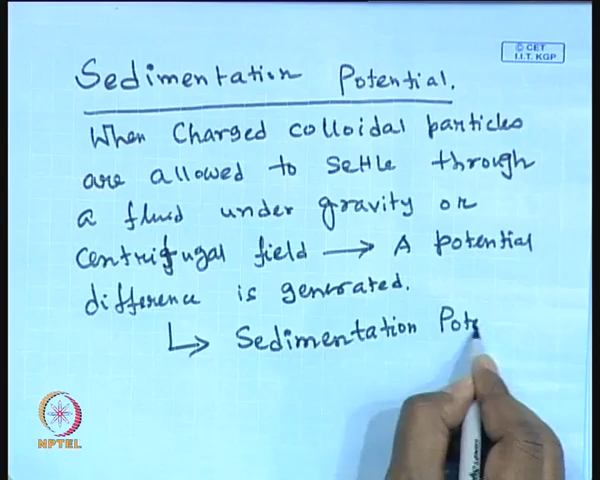 © CET
I.I.T. KGP
Sedimentation Potential.
When charged colloidal particles
are allowed to settle through
a fluid under gravity or
centrifugal field → A potential
difference is generated.
↳ Sedimentation Pote
NPTEL